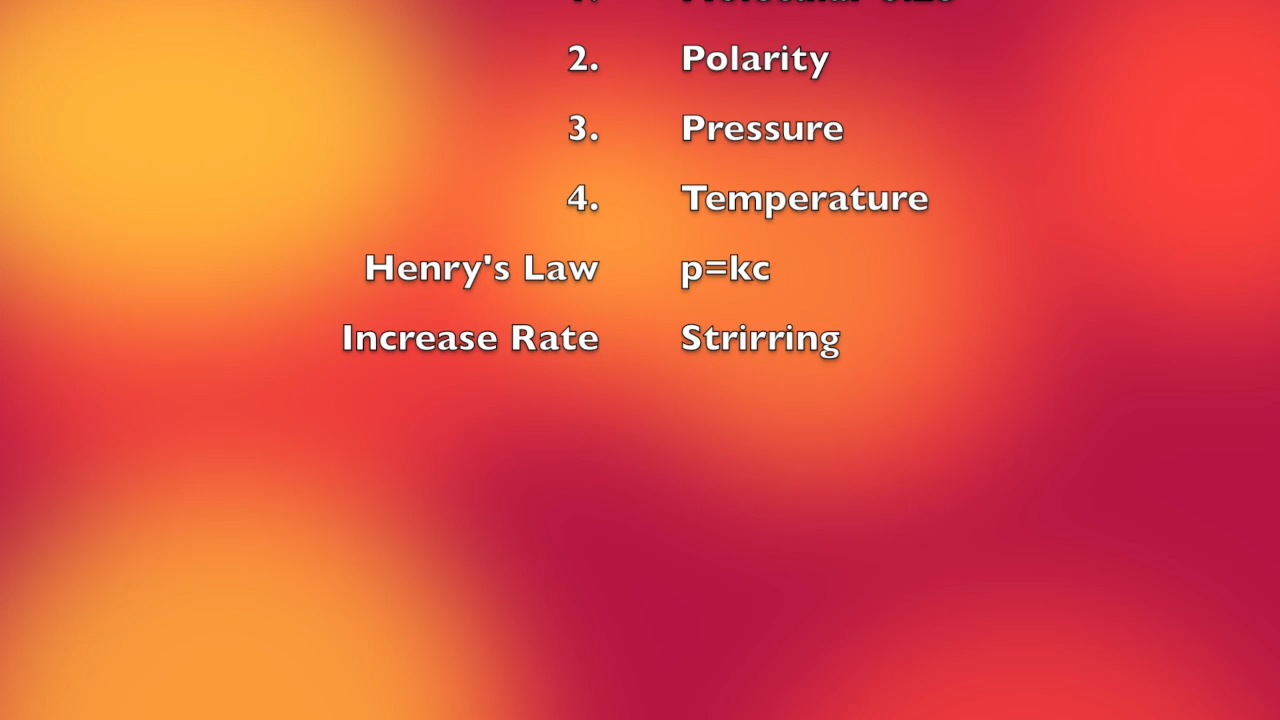 2. Polarity
3. Pressure
4. Temperature
Henry's Law p=kc
Increase Rate Strirring